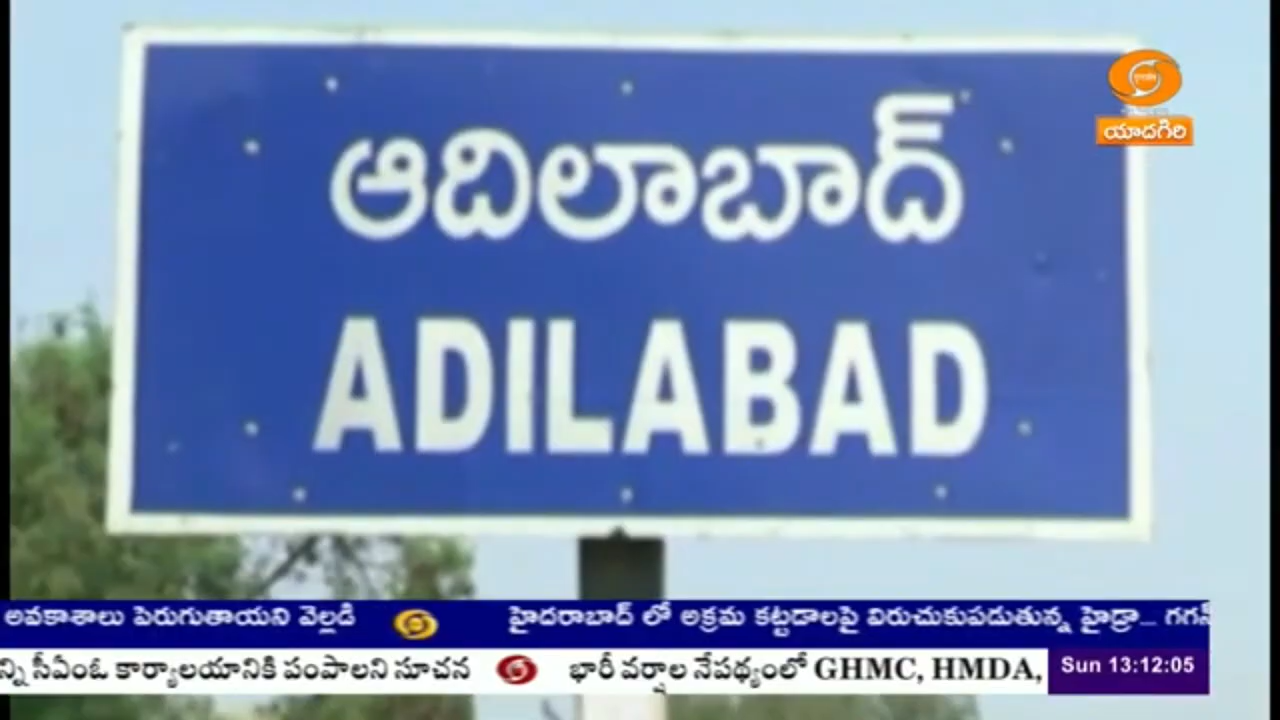 యాదగిరి
ఆదిలాబాద్
ADILABAD
అవకాశాలు పెరుగుతాయని వెల్లడి హైదరాబాద్ లో అక్రమ కట్టడాలపై విరుచుకుపడుతున్న హైడ్రా...
సీఏంఓ కార్యాలయానికి పంపాలని సూచన భారీ వర్షాల నేపథ్యంలో GHMC, HMDA, Sun 13:12:05